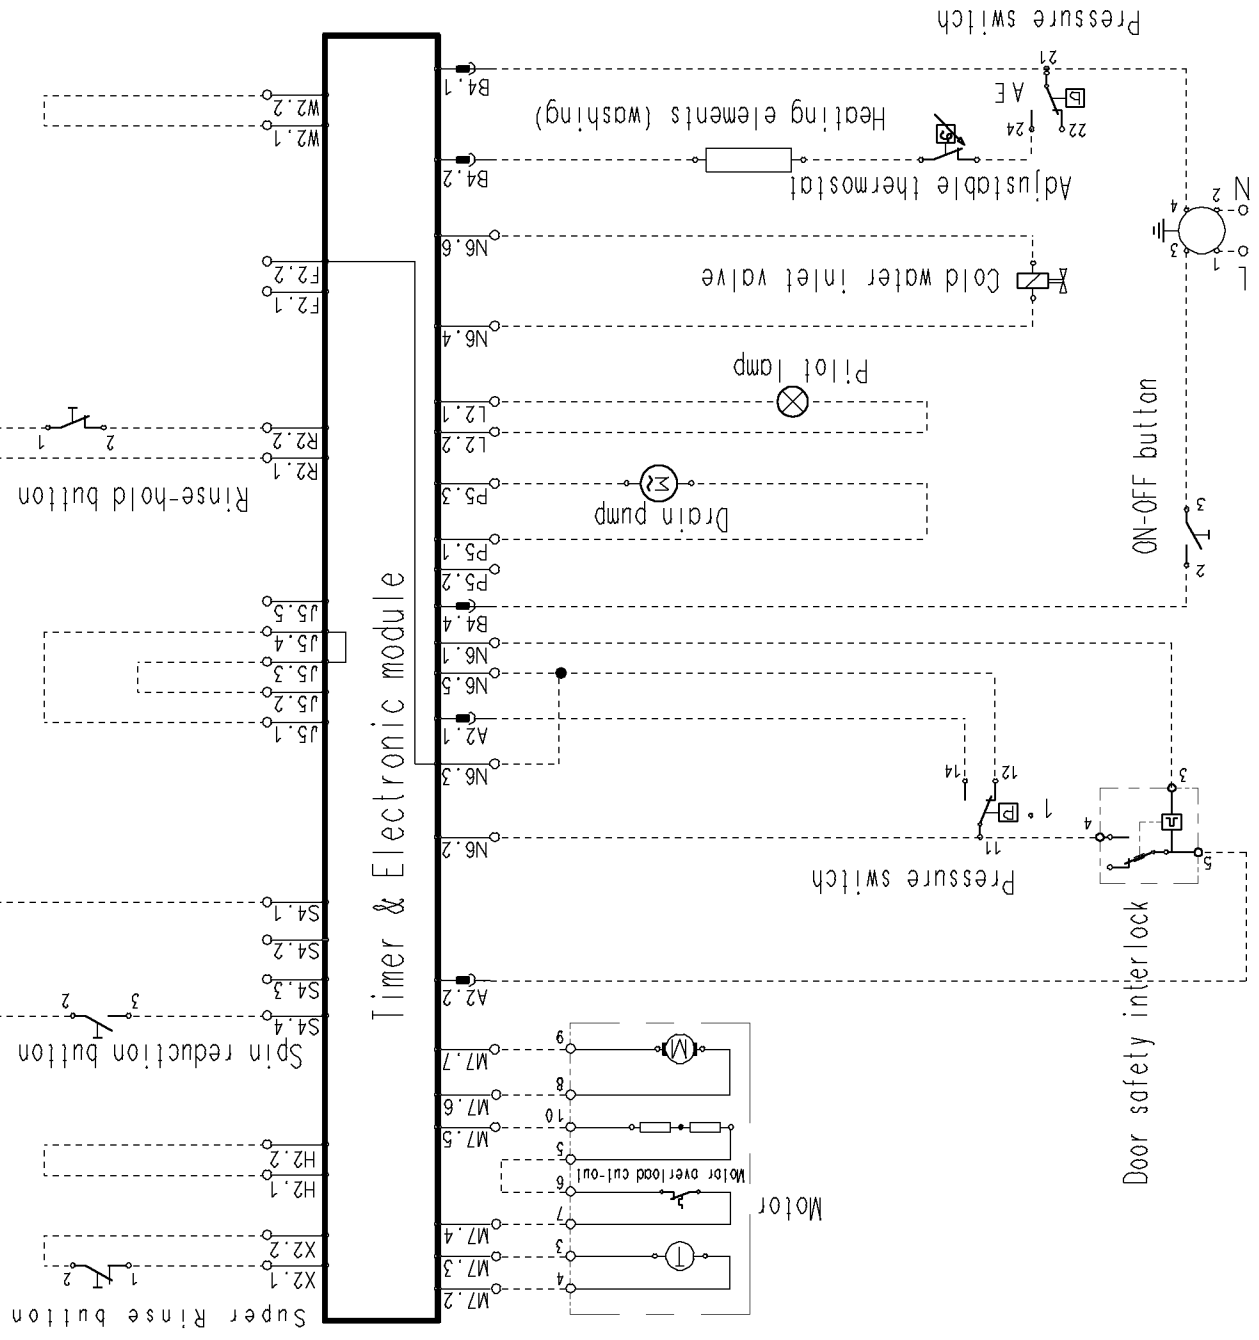 Super Rinse button
1
2
X2.1
X2.2
H2.1
H2.2
Spin reduction button
3
2
S4.4
S4.3
S4.2
S4.1
J5.1
J5.2
J5.3
J5.4
J5.5
Rinse-hold button
R2.1
R2.2
2
1
F2.1
F2.2
W2.1
W2.2
Timer & Electronic module
M7.2
M7.3
M7.4
M7.5
M7.6
M7.7
4
3
7
6
5
10
8
9
T
Motor overload cut-out
M
Motor
A2.2
N6.2
N6.3
A2.1
N6.5
N6.1
B4.4
P5.2
P5.1
P5.3
L2.2
L2.1
N6.4
N6.6
B4.2
B4.1
Door safety interlock
5
4
3
Pressure switch
11
P
1°
12
14
ON-OFF button
2
3
Drain pump
M
Pilot lamp
Cold water inlet valve
Adjustable thermostat
Heating elements (washing)
AE
24
22
21
P
Pressure switch
L
N
1
2
3
4